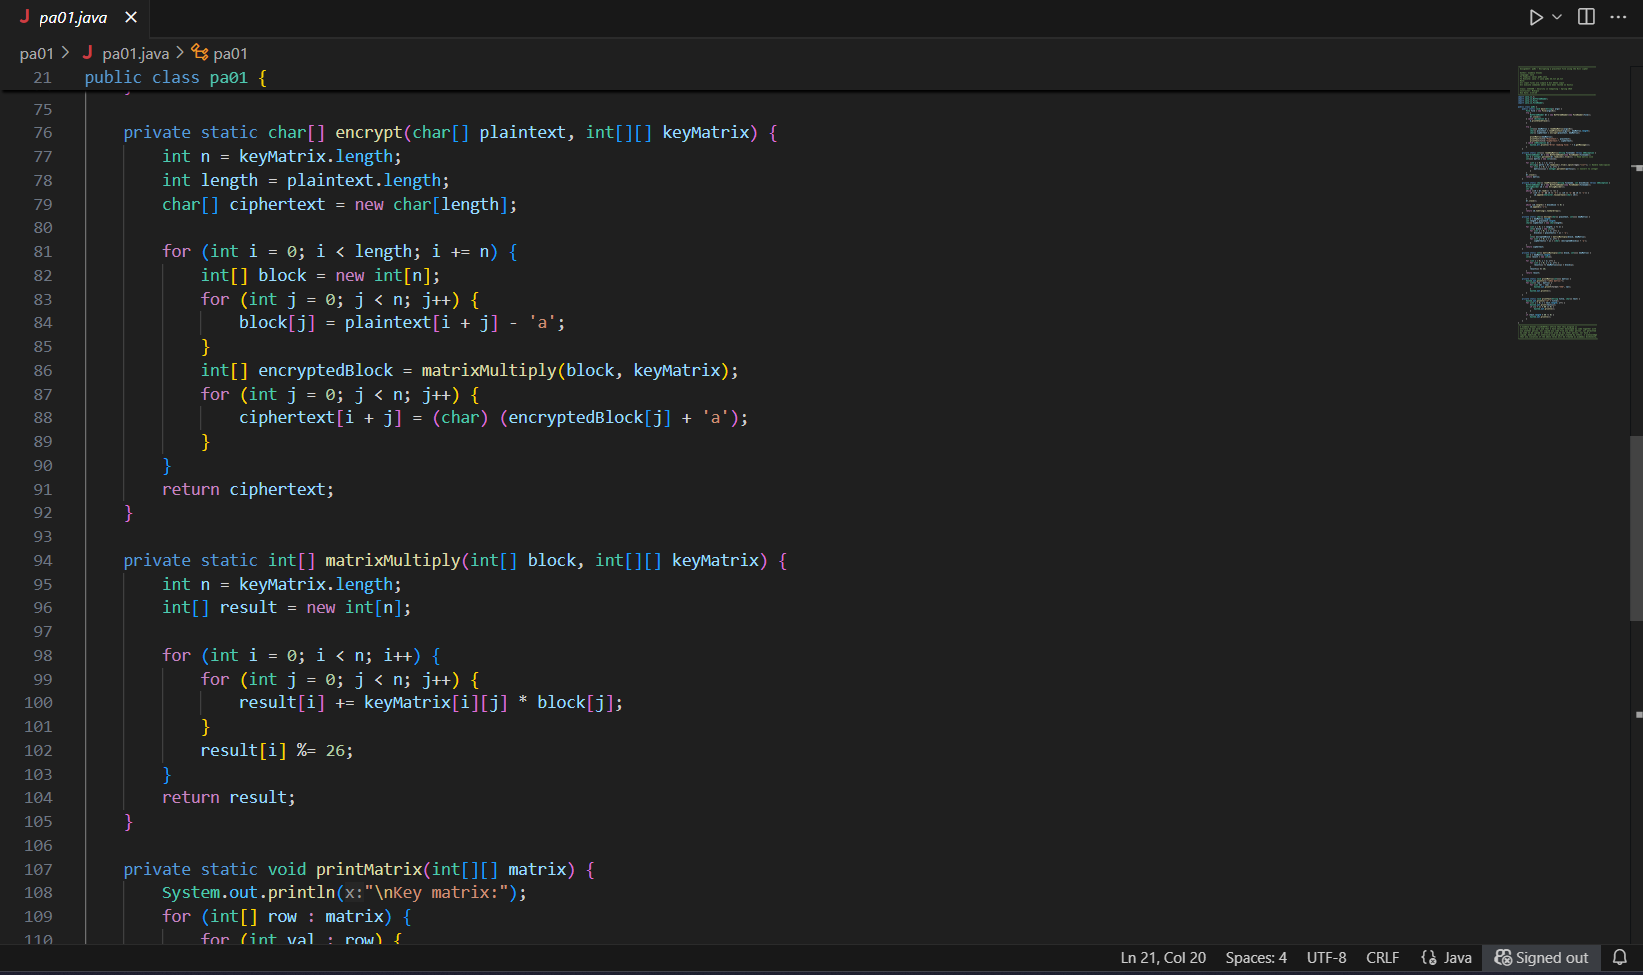 J pa01.java
pa01 > J pa01.java > pa01
21 public class pa01 {
75
76 private static char[] encrypt(char[] plaintext, int[][] keyMatrix) {
77 int n = keyMatrix.length;
78 int length = plaintext.length;
79 char[] ciphertext = new char[length];
80
81 for (int i = 0; i < length; i += n) {
82 int[] block = new int[n];
83 for (int j = 0; j < n; j++) {
84 block[j] = plaintext[i + j] - 'a';
85 }
86 int[] encryptedBlock = matrixMultiply(block, keyMatrix);
87 for (int j = 0; j < n; j++) {
88 ciphertext[i + j] = (char) (encryptedBlock[j] + 'a');
89 }
90 }
91 return ciphertext;
92 }
93
94 private static int[] matrixMultiply(int[] block, int[][] keyMatrix) {
95 int n = keyMatrix.length;
96 int[] result = new int[n];
97
98 for (int i = 0; i < n; i++) {
99 for (int j = 0; j < n; j++) {
100 result[i] += keyMatrix[i][j] * block[j];
101 }
102 result[i] %= 26;
103 }
104 return result;
105 }
106
107 private static void printMatrix(int[][] matrix) {
108 System.out.println(x:"\nKey matrix:");
109 for (int[] row : matrix) {
110 for (int val : row) {
Ln 21, Col 20 Spaces: 4 UTF-8 CRLF {} Java Signed out